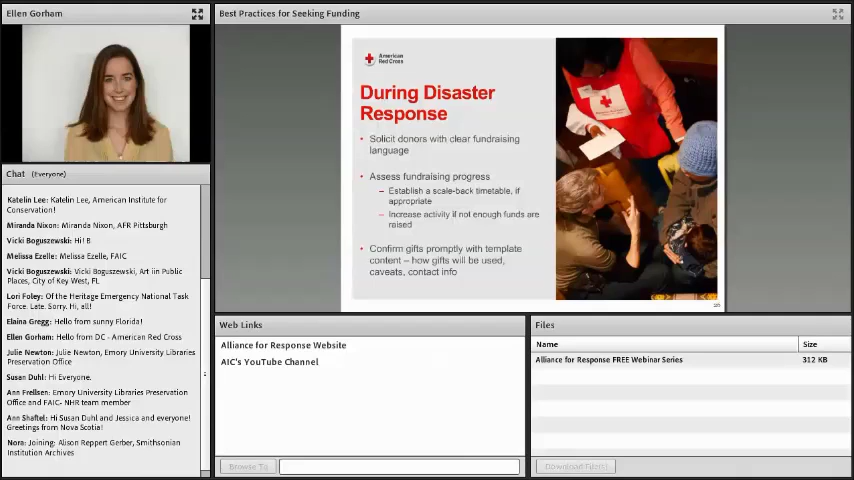 Ellen Gorham
Best Practices for Seeking Funding
American
Red Cross
During Disaster
Response
• Solicit donors with clear fundraising
language
• Assess fundraising progress
– Establish a scale-back timetable, if
appropriate
– Increase activity if not enough funds are
raised
• Confirm gifts promptly with template
content – how gifts will be used,
caveats, contact info
Chat (Everyone)
Katelin Lee: Katelin Lee, American Institute for
Conservation!
Miranda Nixon: Miranda Nixon, AFR Pittsburgh
Vicki Boguszewski: Hi! B
Melissa Ezelle: Melissa Ezelle, FAIC
Vicki Boguszewski: Vicki Boguszewski, Art iin Public
Places, City of Key West, FL
Lori Foley: Of the Heritage Emergency National Task
Force. Late. Sorry. Hi, all!
Elaina Gregg: Hello from sunny Florida!
Ellen Gorham: Hello from DC - American Red Cross
Julie Newton: Julie Newton, Emory University Libraries
Preservation Office
Susan Duhl: Hi Everyone.
Ann Frellsen: Emory University Libraries Preservation
Office and FAIC- NHR team member
Ann Shaftel: Hi Susan Duhl and Jessica and everyone!
Greetings from Nova Scotia!
Nora: Joining: Alison Reppert Gerber, Smithsonian
Institution Archives
Web Links
Alliance for Response Website
AIC's YouTube Channel
Browse To
Files
Name Size
Alliance for Response FREE Webinar Series 312 KB
Download File(s)